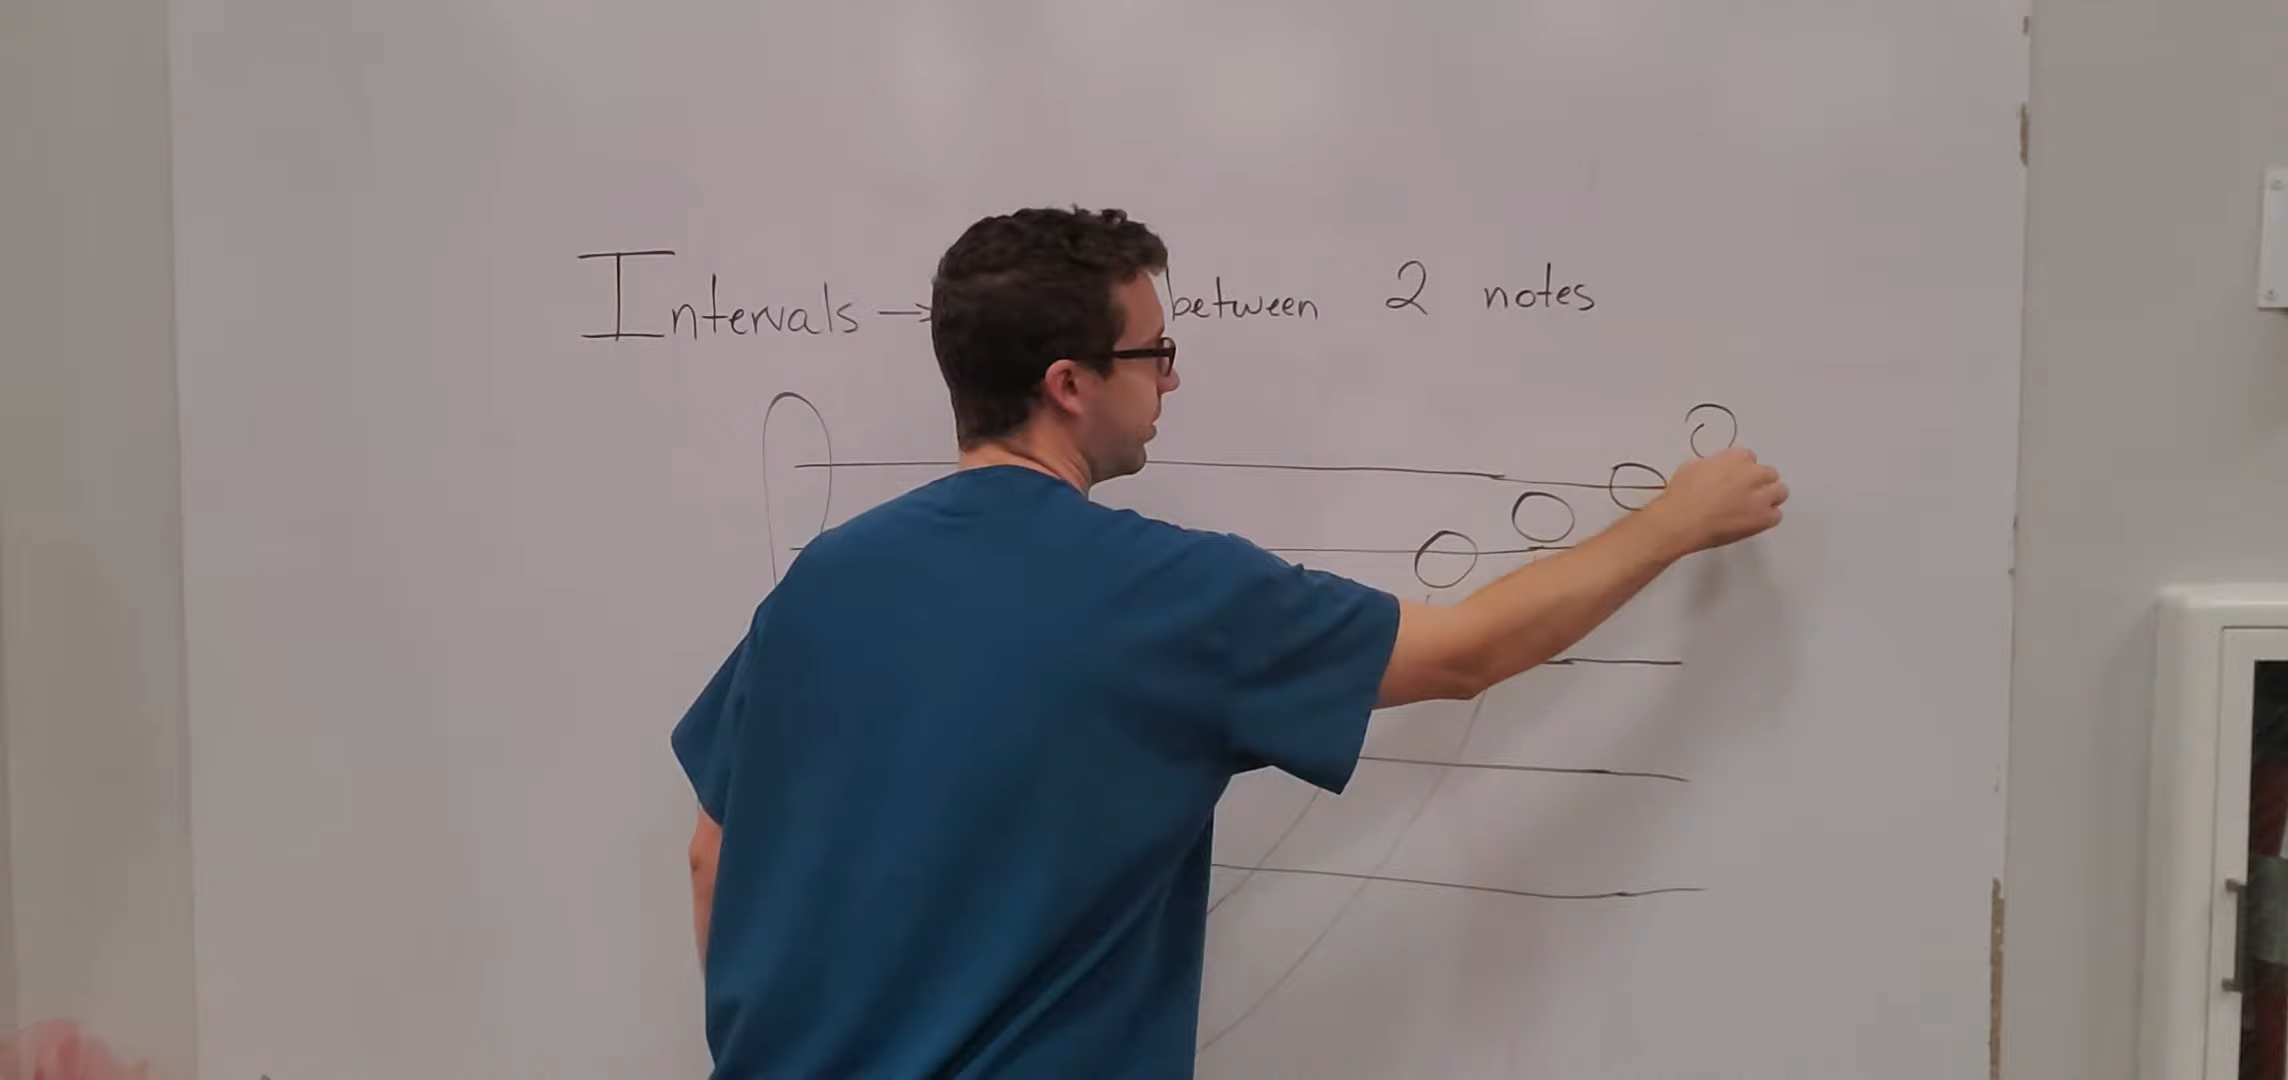 Intervals → between 2 notes